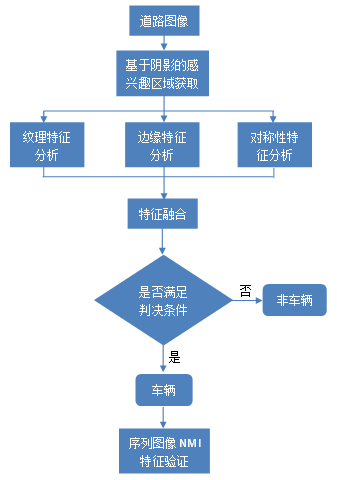 道路图像
基于阴影的感
兴趣区域获取
纹理特征
分析
边缘特征
分析
对称性特
征分析
特征融合
是否满足
判决条件
否
非车辆
是
车辆
序列图像 NMI
特征验证